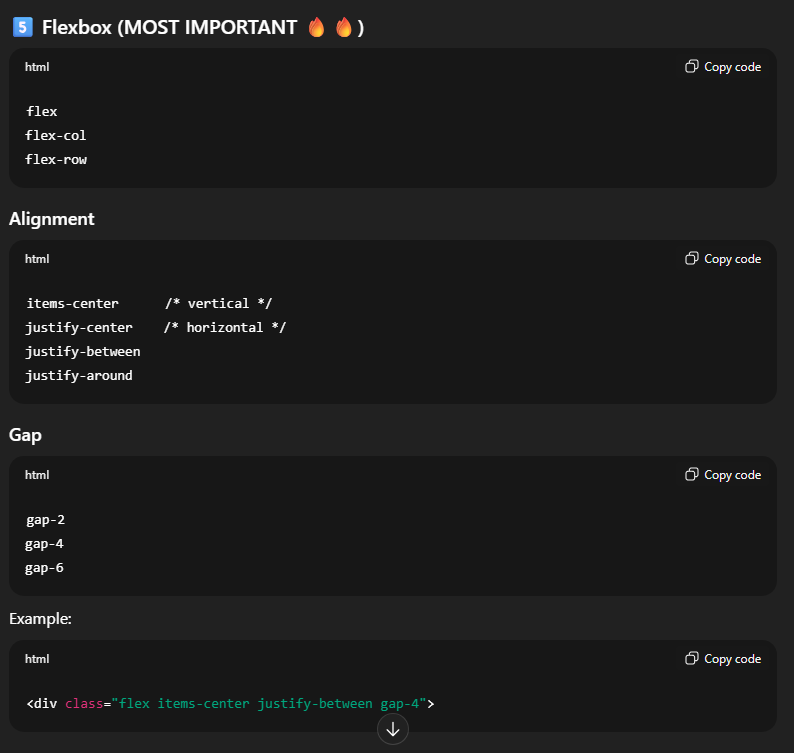 5️⃣ Flexbox (MOST IMPORTANT 🔥🔥)
html
Copy code
flex
flex-col
flex-row
Alignment
html
Copy code
items-center      /* vertical */
justify-center    /* horizontal */
justify-between
justify-around
Gap
html
Copy code
gap-2
gap-4
gap-6
Example:
html
Copy code
<div class="flex items-center justify-between gap-4">